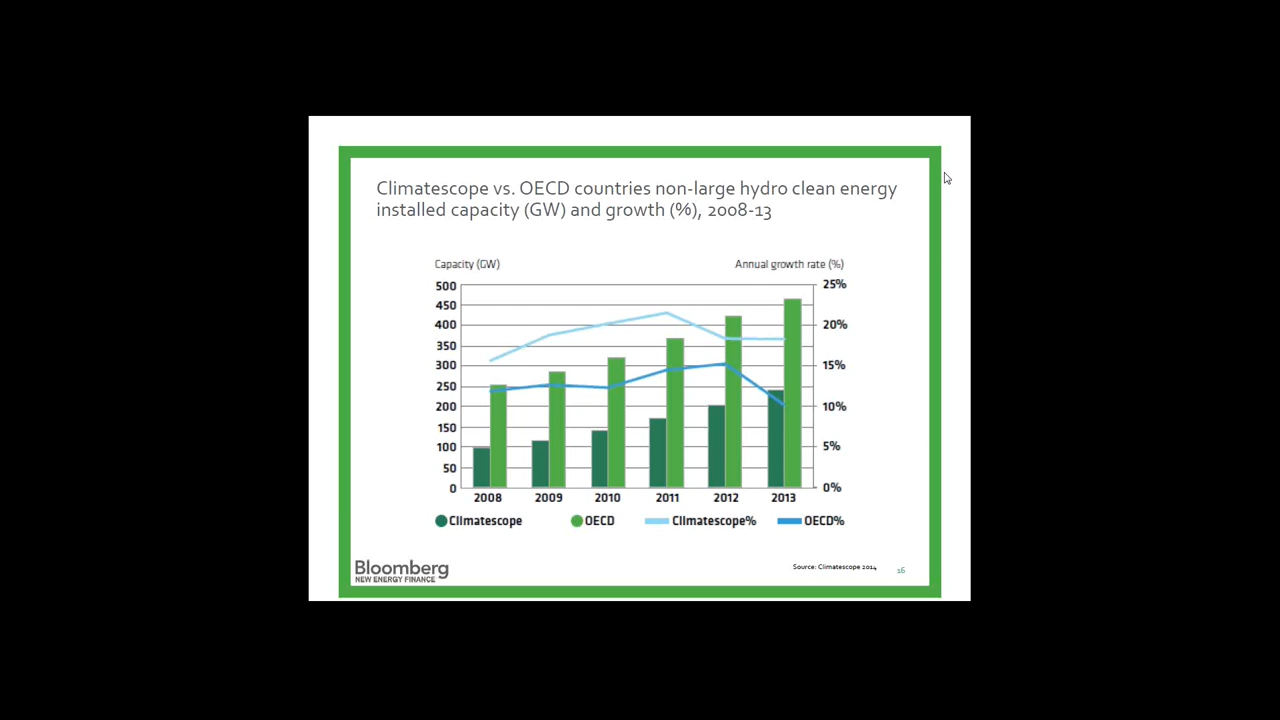 Climatescope vs. OECD countries non-large hydro clean energy
installed capacity (GW) and growth (%), 2008-13
Capacity (GW)
Annual growth rate (%)
500
450
400
350
300
250
200
150
100
50
0
25%
20%
15%
10%
5%
0%
2008 2009 2010 2011 2012 2013
Climatescope OECD Climatescope% OECD%
Bloomberg
NEW ENERGY FINANCE
Source: Climatescope 2014
16